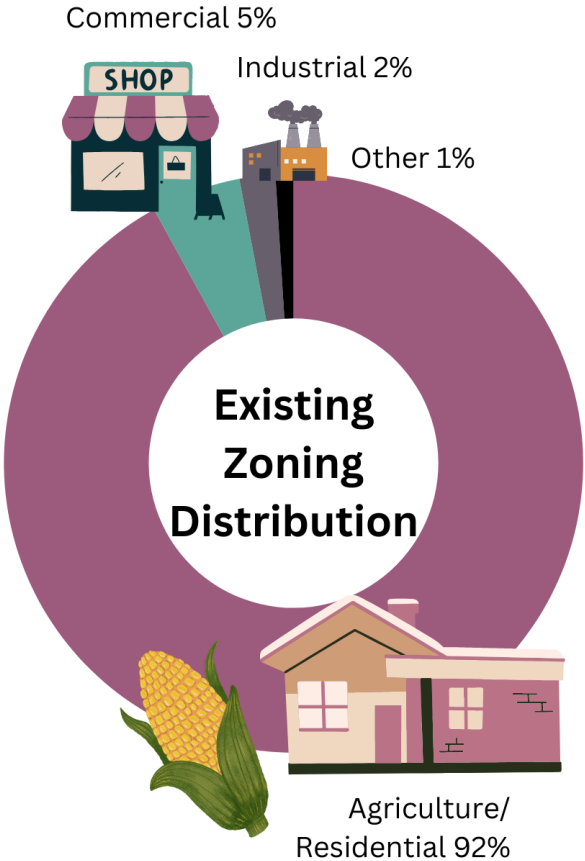 Commercial 5%
Industrial 2%
SHOP
Other 1%
Existing
Zoning
Distribution
Agriculture/
Residential 92%